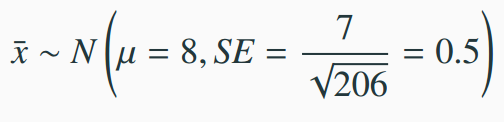 x̄ ~ N(μ = 8, SE = 7/√206 = 0.5)